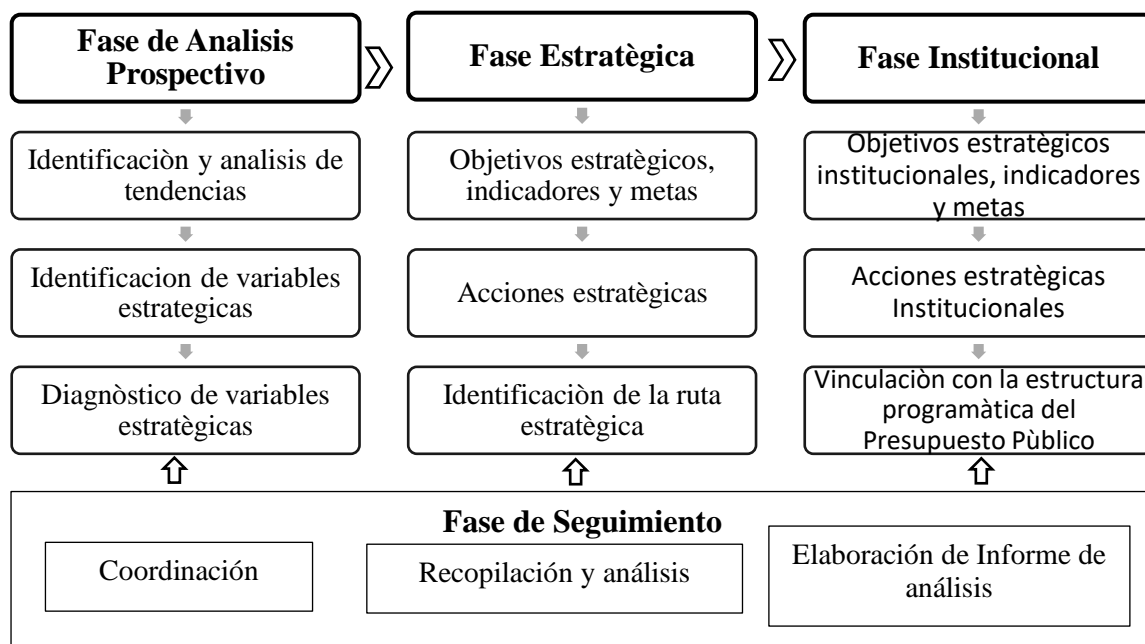 Fase de Analisis
Prospectivo
Identificaciòn y analisis de
tendencias
Identificacion de variables
estrategicas
Diagnòstico de variables
estratègicas
Fase Estratègica
Objetivos estratègicos,
indicadores y metas
Acciones estratègicas
Identificaciòn de la ruta
estratègica
Fase Institucional
Objetivos estratègicos
institucionales, indicadores
y metas
Acciones estratègicas
Institucionales
Vinculaciòn con la estructura
programàtica del
Presupuesto Pùblico
Fase de Seguimiento
Coordinación
Recopilación y análisis
Elaboración de Informe de
análisis